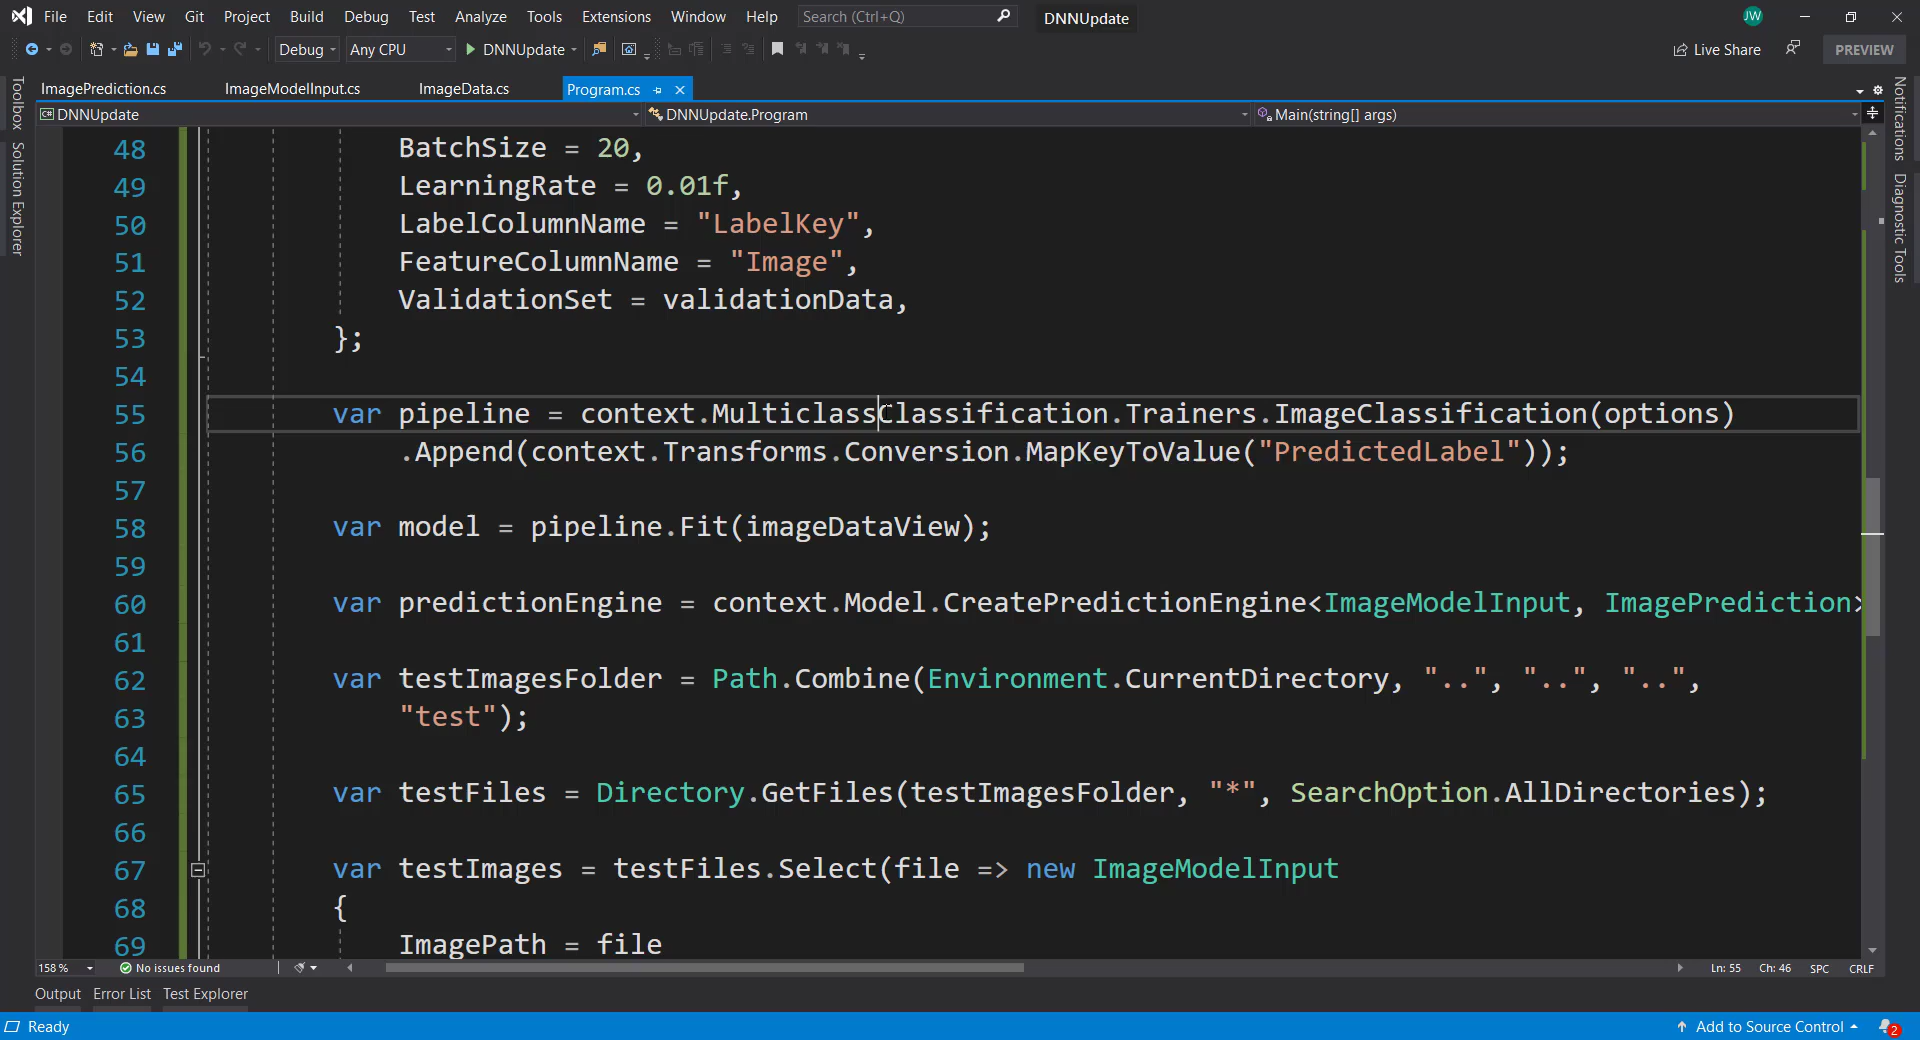 File Edit View Git Project Build Debug Test Analyze Tools Extensions Window Help Search (Ctrl+Q) DNNUpdate JW
Debug Any CPU DNNUpdate Live Share PREVIEW
ImagePrediction.cs ImageModelInput.cs ImageData.cs Program.cs
C# DNNUpdate DNNUpdate.Program Main(string[] args)
Toolbox
Solution Explorer
Notifications
Diagnostic Tools
48 BatchSize = 20,
49 LearningRate = 0.01f,
50 LabelColumnName = "LabelKey",
51 FeatureColumnName = "Image",
52 ValidationSet = validationData,
53 };
54
55 var pipeline = context.MulticlassClassification.Trainers.ImageClassification(options)
56 .Append(context.Transforms.Conversion.MapKeyToValue("PredictedLabel"));
57
58 var model = pipeline.Fit(imageDataView);
59
60 var predictionEngine = context.Model.CreatePredictionEngine<ImageModelInput, ImagePrediction>
61
62 var testImagesFolder = Path.Combine(Environment.CurrentDirectory, "..", "..", "..",
63 "test");
64
65 var testFiles = Directory.GetFiles(testImagesFolder, "*", SearchOption.AllDirectories);
66
67 var testImages = testFiles.Select(file => new ImageModelInput
68 {
69 ImagePath = file
158 % No issues found Ln: 55 Ch: 46 SPC CRLF
Output Error List Test Explorer
Ready Add to Source Control 2